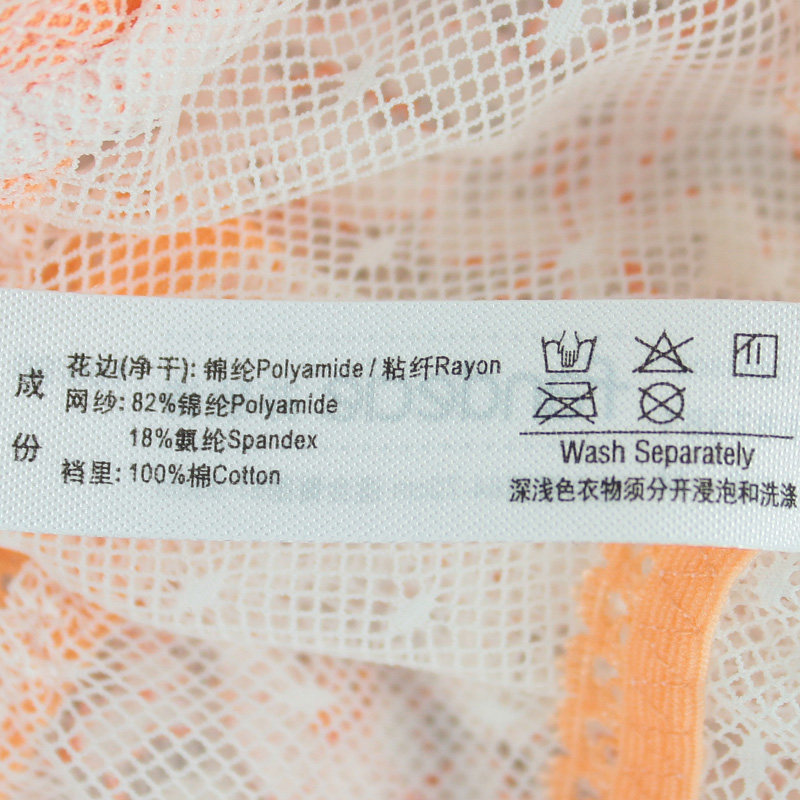 成份
花边(净干): 锦纶Polyamide / 粘纤Rayon
网纱: 82%锦纶Polyamide
18%氨纶Spandex
裆里: 100%棉Cotton
Wash Separately
深浅色衣物须分开浸泡和洗涤